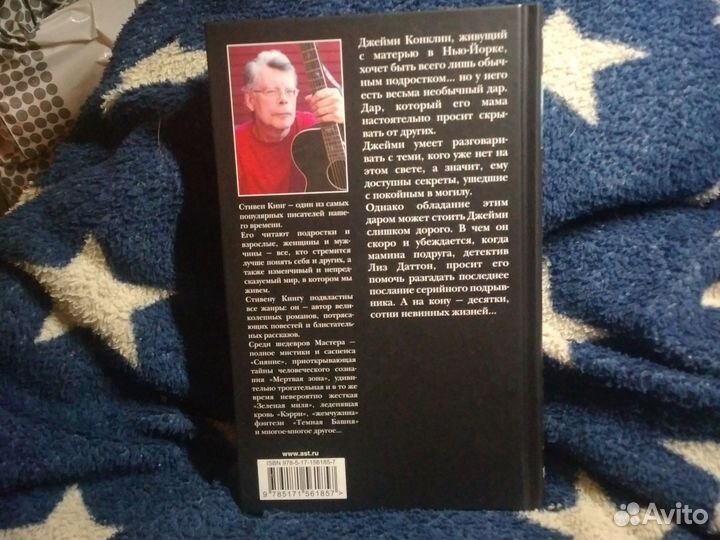 Стивен Кинг – один из самых
популярных писателей наше-
го времени.
Его читают подростки и
взрослые, женщины и муж-
чины – все, кто стремится
лучше понять себя и других, а
также изменчивый и непред-
сказуемый мир, в котором мы
живем.
Стивену Кингу подвластны
все жанры: он – автор вели-
колепных романов, потряса-
ющих повестей и блистатель-
ных рассказов.
Среди шедевров Мастера –
полное мистики и саспенса
«Сияние», приоткрывающая
тайны человеческого созна-
ния «Мертвая зона», удиви-
тельно трогательная и в то же
время невероятно жесткая
«Зеленая миля», леденящая
кровь «Кэрри», «жемчужина»
фэнтези «Темная Башня»
и многое-многое другое...
www.ast.ru
ISBN 978-5-17-156185-7
9 785171 561857 >
Джейми Конклин, живущий
с матерью в Нью-Йорке,
хочет быть всего лишь обыч-
ным подростком... но у него
есть весьма необычный дар.
Дар, который его мама
настоятельно просит скры-
вать от других.
Джейми умеет разговари-
вать с теми, кого уже нет на
этом свете, а значит, ему
доступны секреты, ушедшие
с покойным в могилу.
Однако обладание этим
даром может стоить Джейми
слишком дорого. В чем он
скоро и убеждается, когда
мамина подруга, детектив
Лиз Даттон, просит его
помочь разгадать последнее
послание серийного подрыв-
ника. А на кону – десятки,
сотни невинных жизней...
Avito